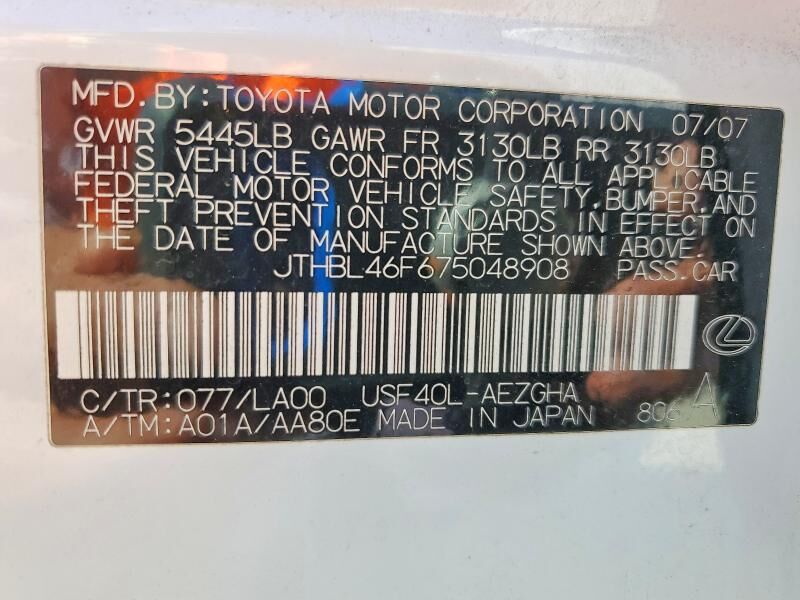 MFD. BY: TOYOTA MOTOR CORPORATION 07/07
GVWR 5445LB GAWR FR 3130LB RR 3130LB
THIS VEHICLE CONFORMS TO ALL APPLICABLE
FEDERAL MOTOR VEHICLE SAFETY, BUMPER, AND
THEFT PREVENTION STANDARDS IN EFFECT ON
THE DATE OF MANUFACTURE SHOWN ABOVE.
JTHBL46F675048908 PASS.CAR
C/TR:077/LA00 USF40L-AEZGHA A
A/TM:A01A/AA80E MADE IN JAPAN 806